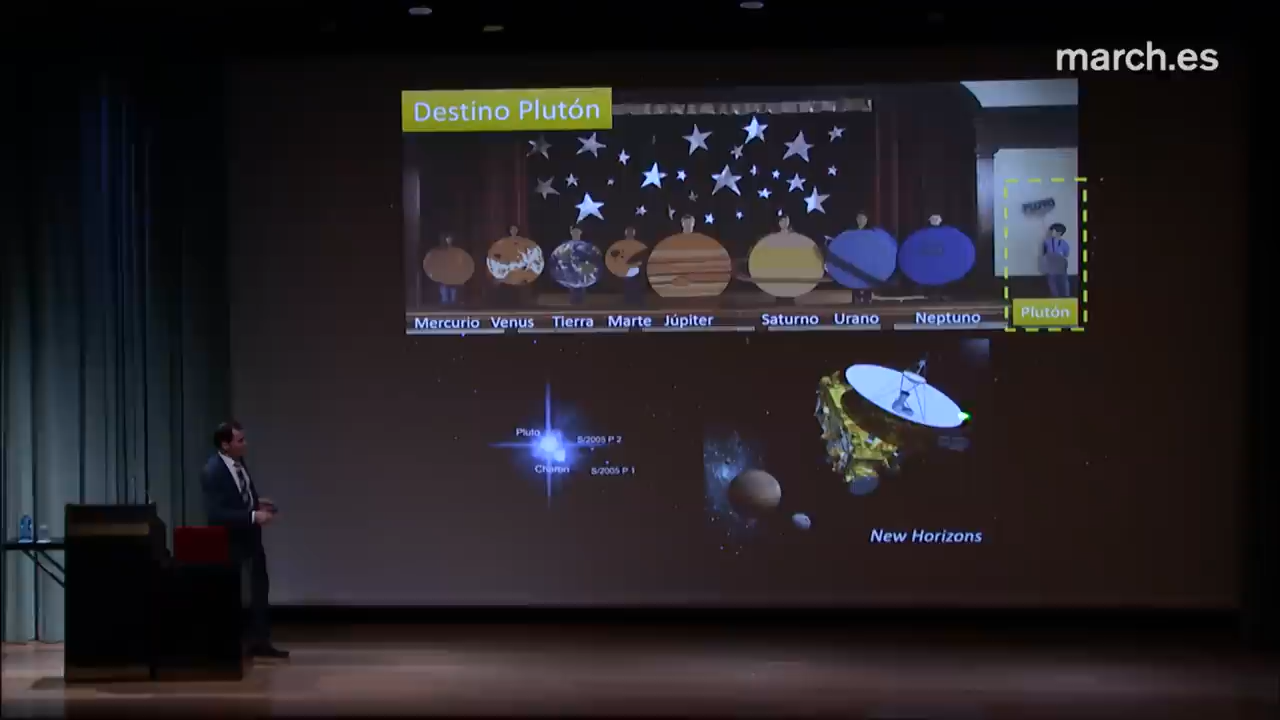 march.es
Destino Plutón
PLUTO
Mercurio Venus Tierra Marte Júpiter Saturno Urano Neptuno Plutón
Pluto S/2005 P 2
Charon S/2005 P 1
New Horizons